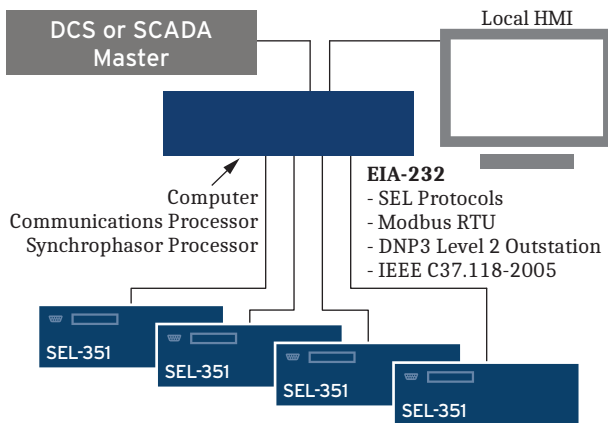 DCS or SCADA
Master
Local HMI
Computer
Communications Processor
Synchrophasor Processor
EIA-232
- SEL Protocols
- Modbus RTU
- DNP3 Level 2 Outstation
- IEEE C37.118-2005
SEL-351
SEL-351
SEL-351
SEL-351